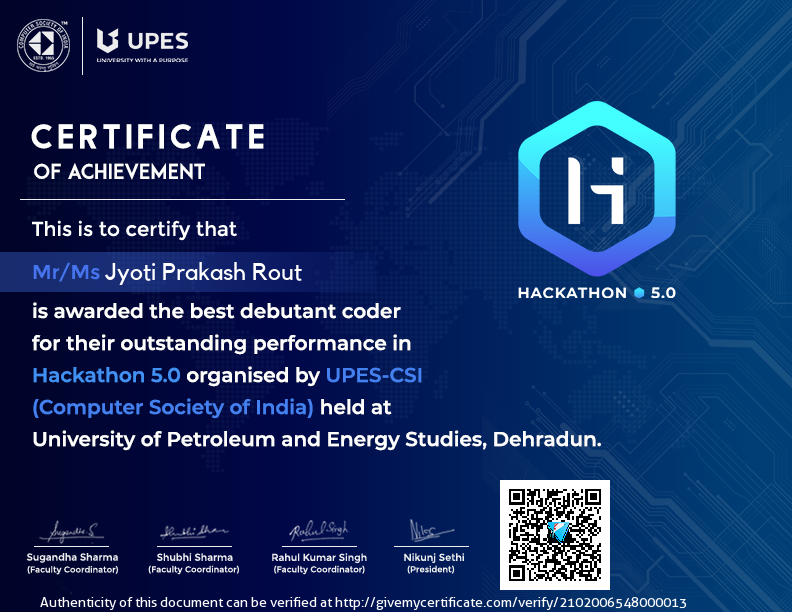 COMPUTER SOCIETY OF INDIA
ESTD. 1965
TM
UPES
UNIVERSITY WITH A PURPOSE
CERTIFICATE
OF ACHIEVEMENT
This is to certify that
Mr/Ms Jyoti Prakash Rout
is awarded the best debutant coder
for their outstanding performance in
Hackathon 5.0 organised by UPES-CSI
(Computer Society of India) held at
University of Petroleum and Energy Studies, Dehradun.
H
HACKATHON 5.0
Sugandha Sharma
(Faculty Coordinator)
Shubhi Sharma
(Faculty Coordinator)
Rahul Kumar Singh
(Faculty Coordinator)
Nikunj Sethi
(President)
Authenticity of this document can be verified at http://givemycertificate.com/verify/2102006548000013